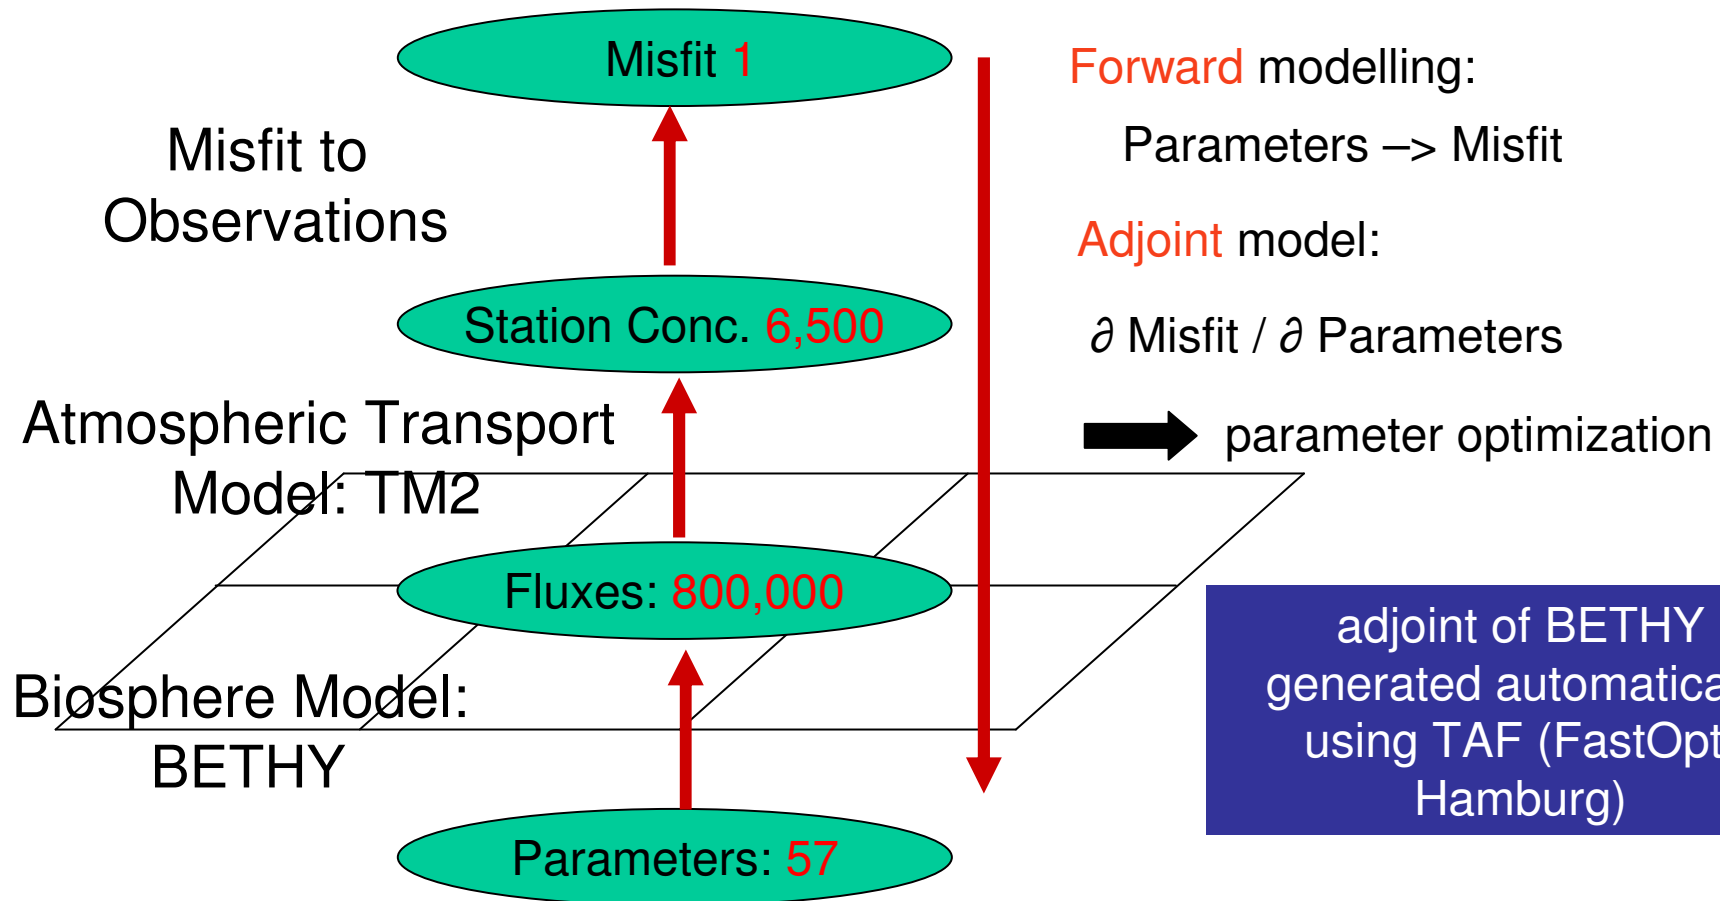 Misfit 1
Misfit to
Observations
Station Conc. 6,500
Atmospheric Transport
Model: TM2
Fluxes: 800,000
Biosphere Model:
BETHY
Parameters: 57
Forward modelling:
Parameters –> Misfit
Adjoint model:
∂ Misfit / ∂ Parameters
parameter optimization
adjoint of BETHY
generated automatica
using TAF (FastOpt
Hamburg)